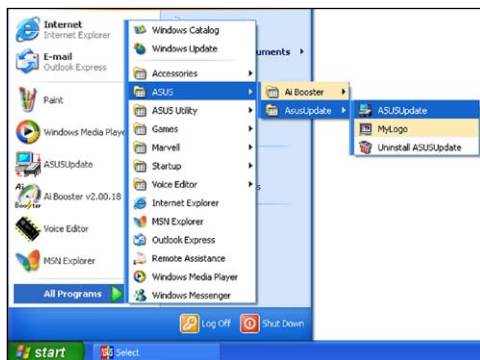 Internet
Internet Explorer
E-mail
Outlook Express
Paint
Windows Media Playe
ASUSUpdate
Ai Booster v2.00.18
Voice Editor
MSN Explorer
All Programs
Windows Catalog
Windows Update
Accessories
ASUS
ASUS Utility
Games
Marvell
Startup
Voice Editor
Internet Explorer
MSN Explorer
Outlook Express
Remote Assistance
Windows Media Player
Windows Messenger
uments
s
Ai Booster
AsusUpdate
ASUSUpdate
MyLogo
Uninstall ASUSUpdate
Log Off
Shut Down
start
Select